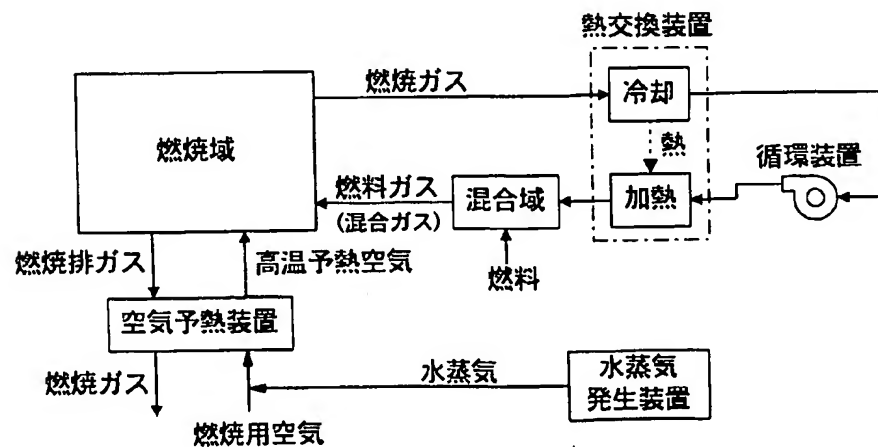 熱交換装置
燃焼ガス
冷却
燃焼域
熱
循環装置
燃料ガス
(混合ガス)
混合域
加熱
燃焼排ガス
高温予熱空気
燃料
空気予熱装置
燃焼ガス
水蒸気
水蒸気
発生装置
燃焼用空気